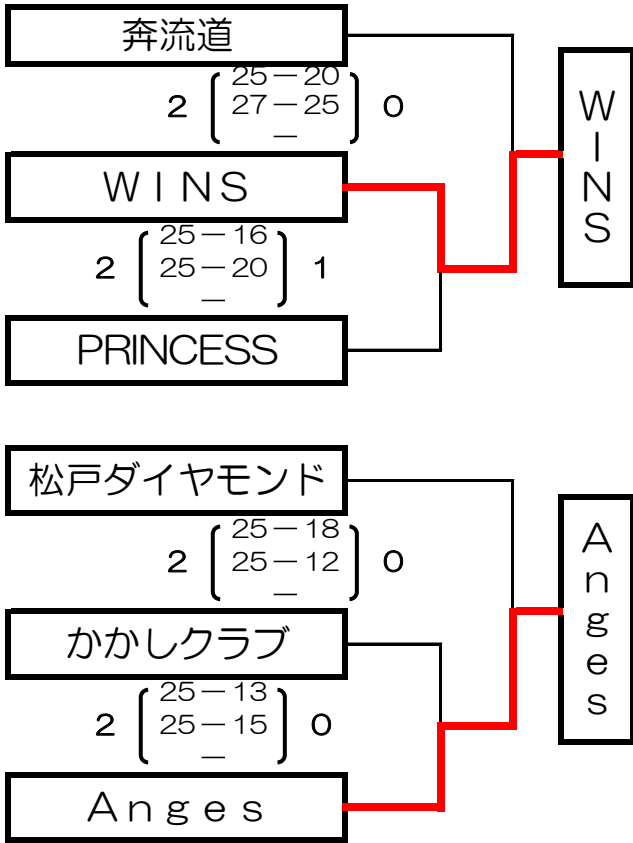 奔流道
25－20
2 27－25 0
－
WINS
WINS
25－16
2 25－20 1
－
PRINCESS
松戸ダイヤモンド
25－18
2 25－12 0
－
Anges
かかしクラブ
25－13
2 25－15 0
－
Anges